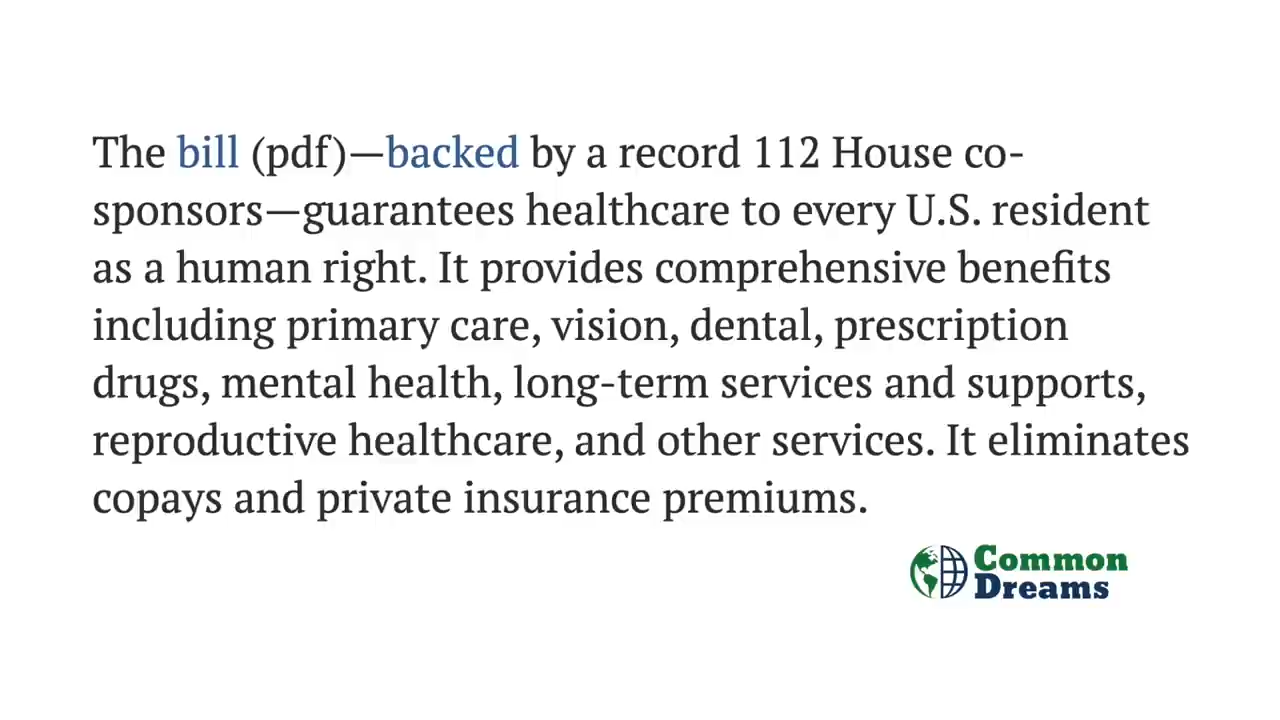 The bill (pdf)—backed by a record 112 House co-
sponsors—guarantees healthcare to every U.S. resident
as a human right. It provides comprehensive benefits
including primary care, vision, dental, prescription
drugs, mental health, long-term services and supports,
reproductive healthcare, and other services. It eliminates
copays and private insurance premiums.
Common
Dreams